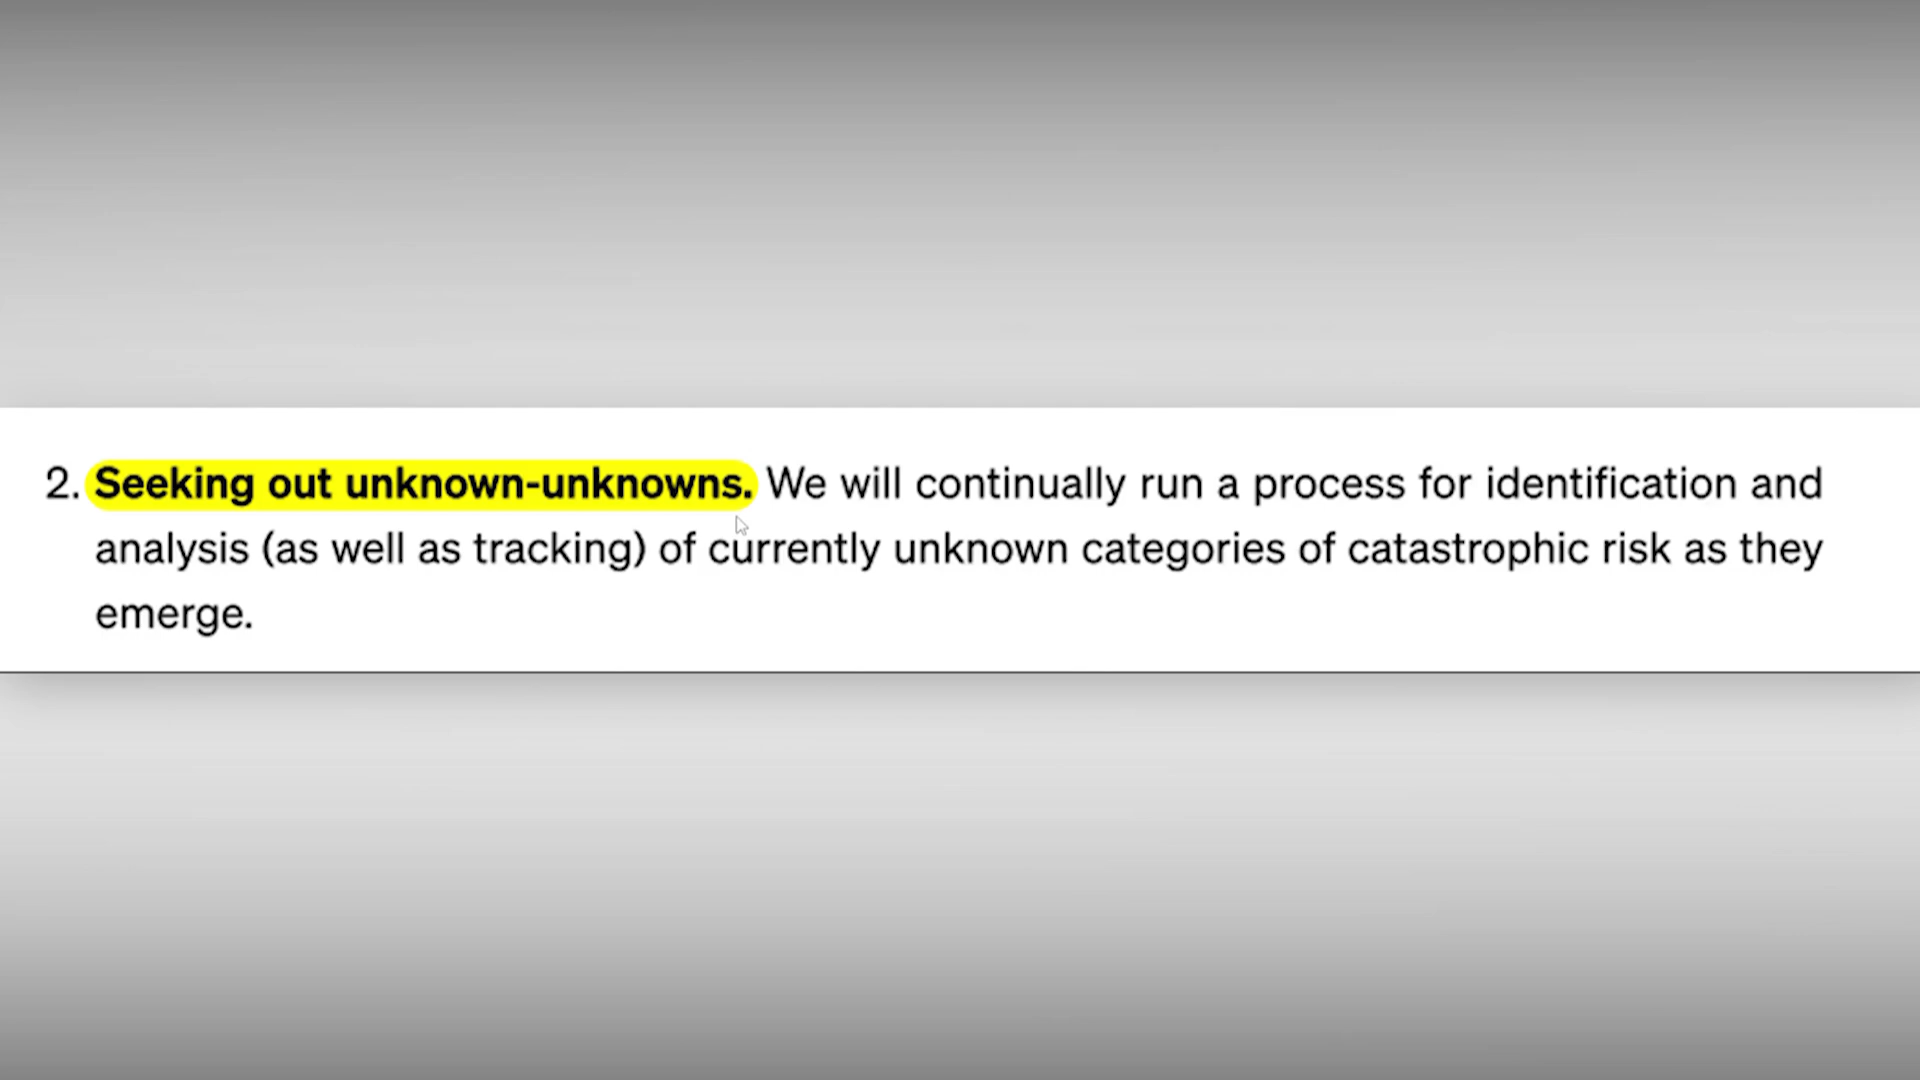 2. Seeking out unknown-unknowns. We will continually run a process for identification and
analysis (as well as tracking) of currently unknown categories of catastrophic risk as they
emerge.